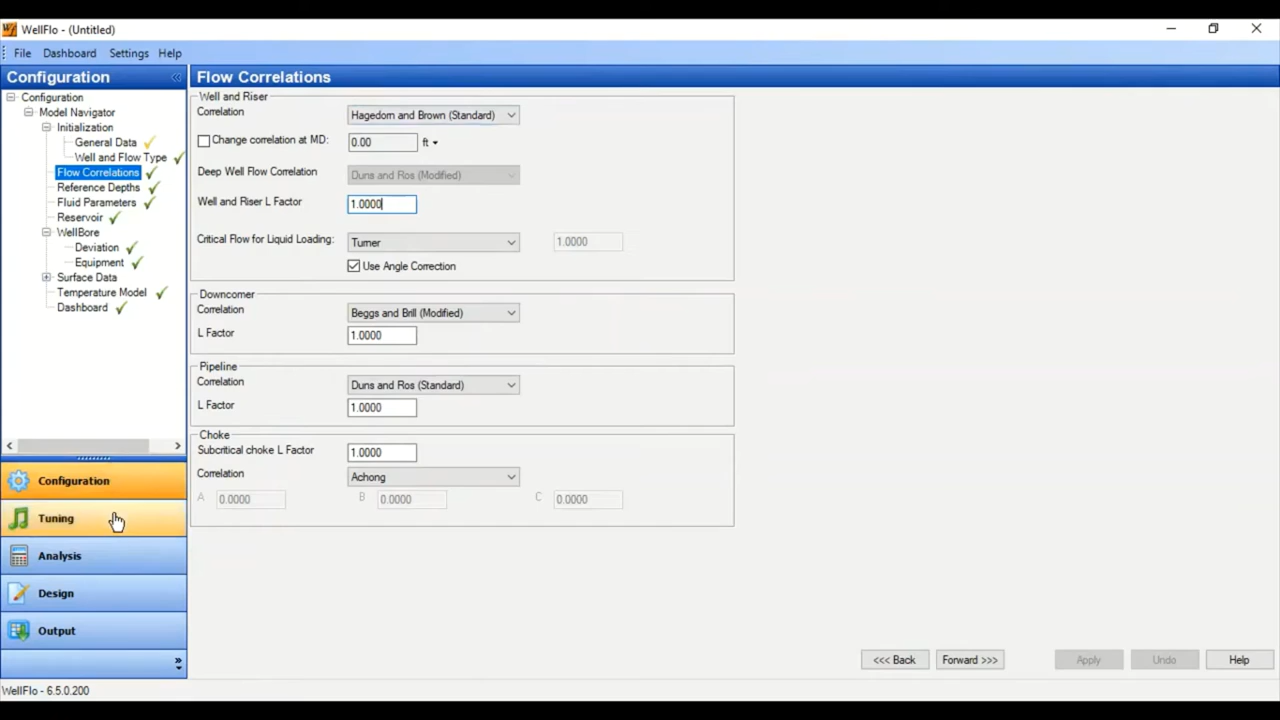 WellFlo - (Untitled)
File Dashboard Settings Help
Configuration
Configuration
Model Navigator
Initialization
General Data
Well and Flow Type
Flow Correlations
Reference Depths
Fluid Parameters
Reservoir
WellBore
Deviation
Equipment
Surface Data
Temperature Model
Dashboard
Configuration
Tuning
Analysis
Design
Output
Flow Correlations
Well and Riser
Correlation Hagedorn and Brown (Standard)
Change correlation at MD: 0.00 ft
Deep Well Flow Correlation Duns and Ros (Modified)
Well and Riser L Factor 1.0000
Critical Flow for Liquid Loading: Turner 1.0000
Use Angle Correction
Downcomer
Correlation Beggs and Brill (Modified)
L Factor 1.0000
Pipeline
Correlation Duns and Ros (Standard)
L Factor 1.0000
Choke
Subcritical choke L Factor 1.0000
Correlation Achong
A 0.0000 B 0.0000 C 0.0000
<<< Back Forward >>> Apply Undo Help
WellFlo - 6.5.0.200